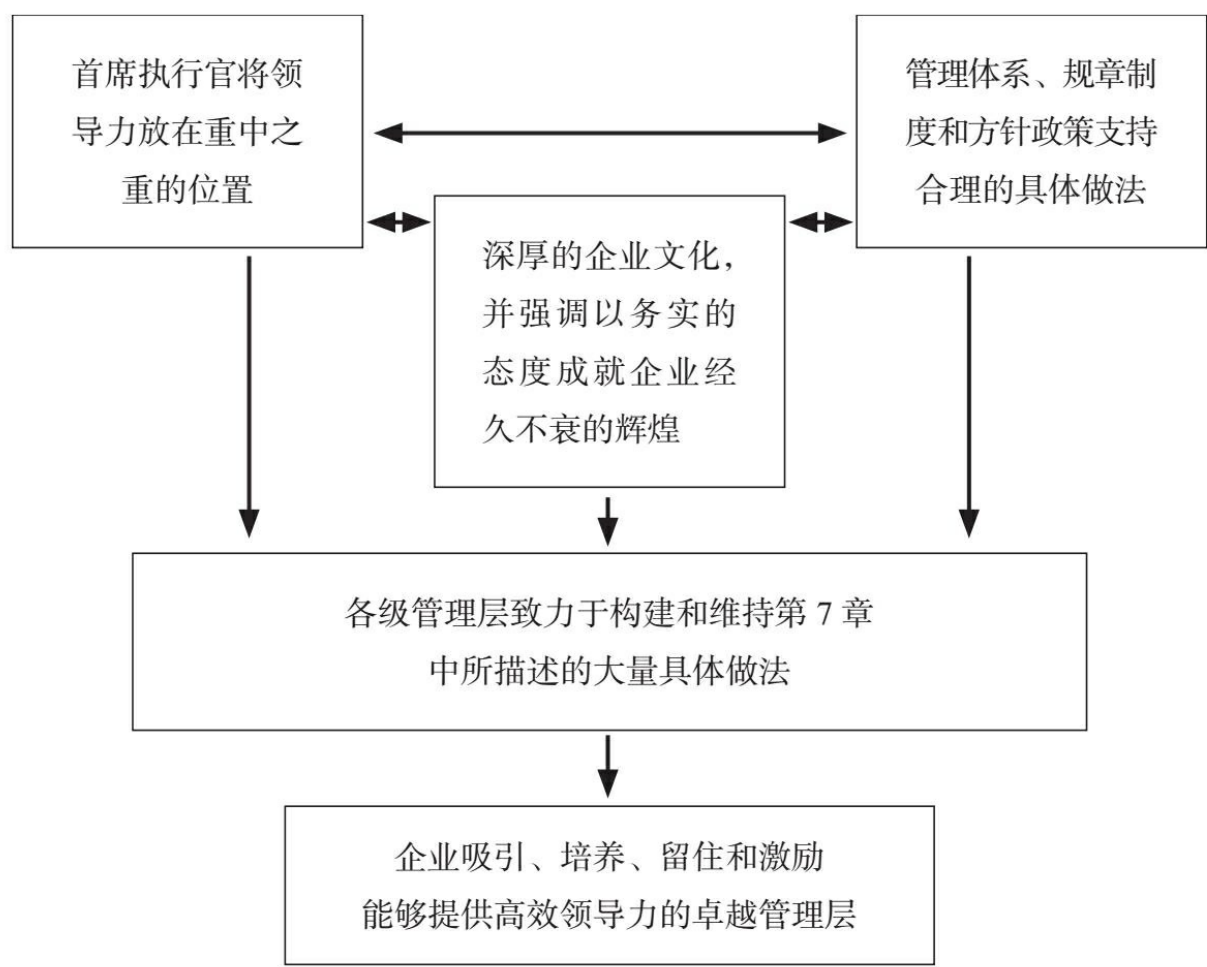 首席执行官将领
导力放在重中之
重的位置
管理体系、规章制
度和方针政策支持
合理的具体做法
深厚的企业文化，
并强调以务实的
态度成就企业经
久不衰的辉煌
各级管理层致力于构建和维持第 7 章
中所描述的大量具体做法
企业吸引、培养、留住和激励
能够提供高效领导力的卓越管理层